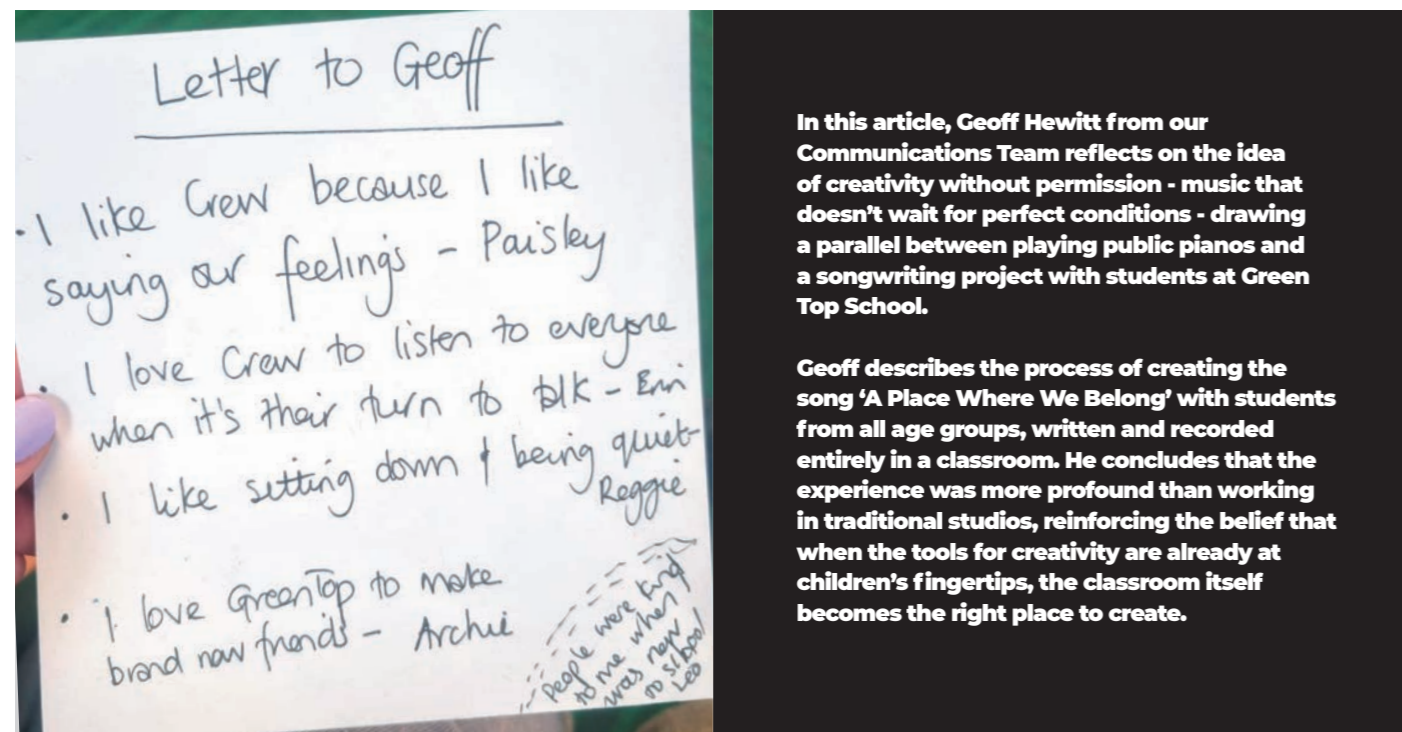 Letter to Geoff
• I like Crew because I like
saying our feelings - Paisley
• I love Crew to listen to everyone
when it's their turn to talk - Erin
• I like sitting down & being quiet-
Reggie
• I love GreenTop to make
brand new friends - Archie
People were kind
to me when I
was new
to school
Leo
In this article, Geoff Hewitt from our
Communications Team reflects on the idea
of creativity without permission - music that
doesn't wait for perfect conditions - drawing
a parallel between playing public pianos and
a songwriting project with students at Green
Top School.
Geoff describes the process of creating the
song ‘A Place Where We Belong’ with students
from all age groups, written and recorded
entirely in a classroom. He concludes that the
experience was more profound than working
in traditional studios, reinforcing the belief that
when the tools for creativity are already at
children's fingertips, the classroom itself
becomes the right place to create.